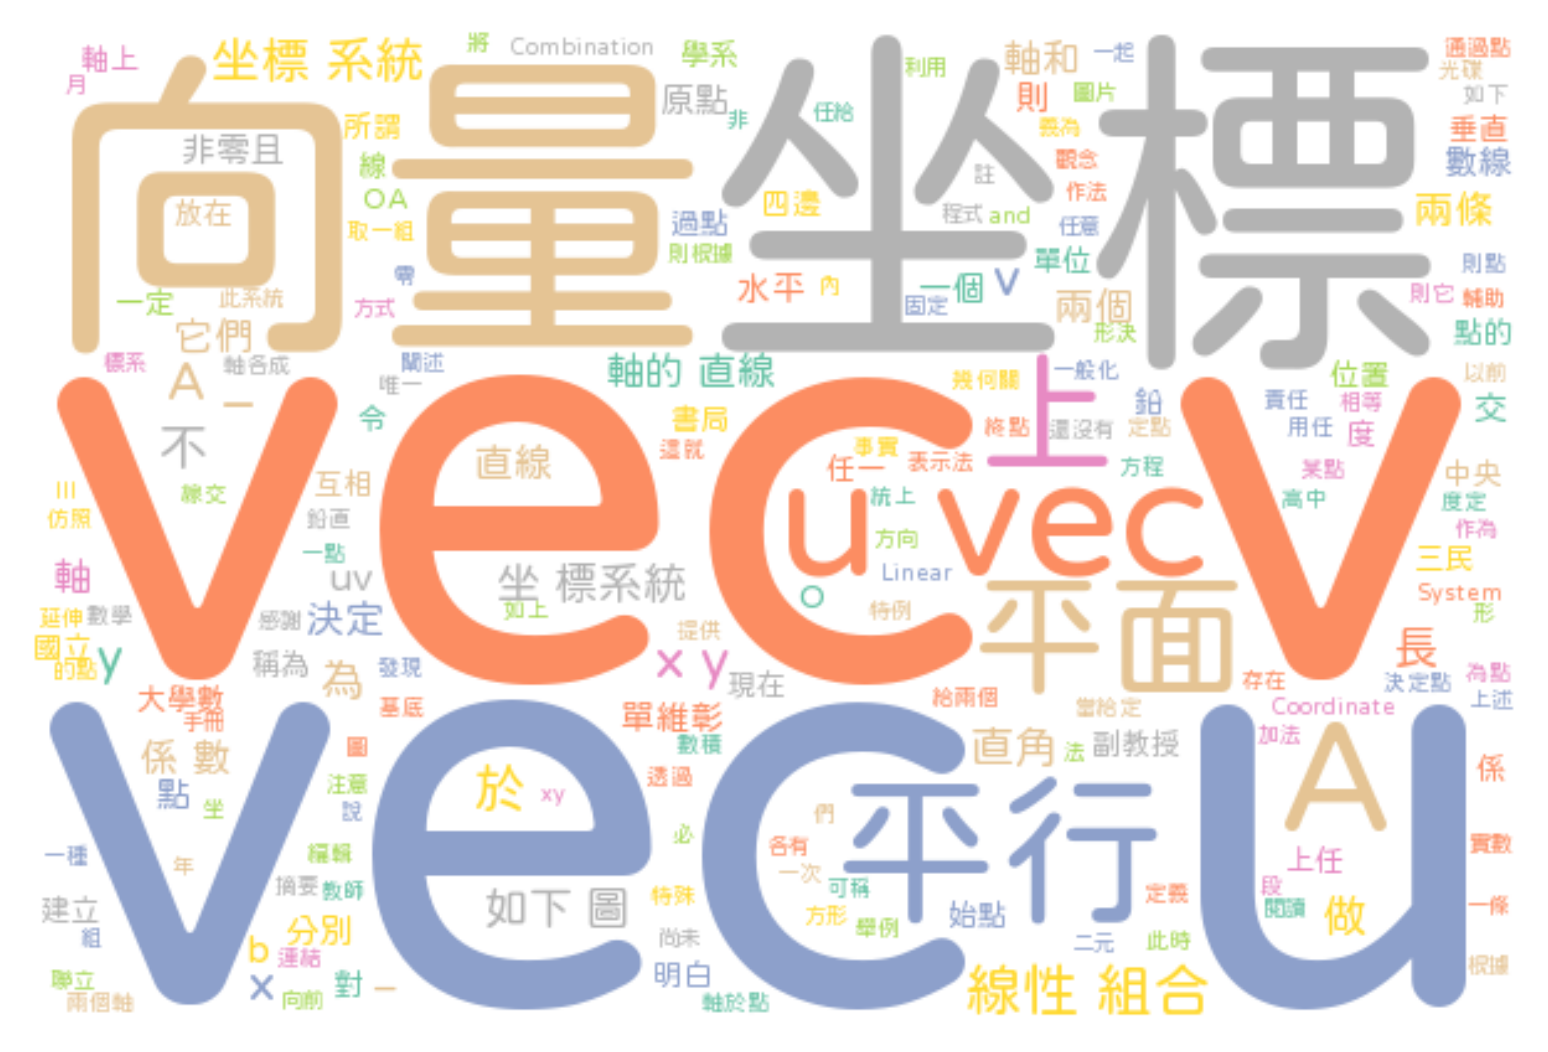 軸上
月
坐標 系統
將
Combination
學系
利用
軸和
一起
通過點
光碟
如下
向量
坐標
非零且
所謂
原點
非
任給
則
圖片
義為
垂直
數線
線
OA
取一組
放在
四邊
註
觀念
作法
兩條
過點
則根據
程式
and
任意
單位
則點
一定
此系統
它們
零
方式
水平
內
一個
v
固定
兩個
形決
則它
輔助
點的
標系
軸各成
闡述
唯一
軸的 直線
幾何關
上
一般化
位置
以前
A
一
不
令
書局
這就
終點
還沒有
鉛
定點
責任
相等
用任
度
交
vec v
直線
事實
任一
表示法
方程
某點
高中
中央
度定
作為
III
仿照
線交
互相
鉛直
一點
統上
u vec
方向
三民
軸
uv
坐 標系統
Linear
System
延伸
數學
感謝
決定
如上
O
特例
平面
形
國立
的點
y
稱為
為
發現
提供
x y
現在
長
存在
決定點
為點
上述
大學數
手冊
基底
單維彰
給兩個
當給定
Coordinate
加法
vec u
係 數
圖
數積
直角
法
副教授
A
點
坐
注意
說
於
xy
透過
平行
係
一種
年
編輯
必
們
各有
一次
上任
實數
建立
組
摘要
教師
如下 圖
特殊
可稱
方形
舉例
始點
定義
段
閱讀
做
一條
分別
b
連結
尚未
二元
此時
聯立
兩個軸
x
向前
對
一
明白
軸於點
線性 組合
根據